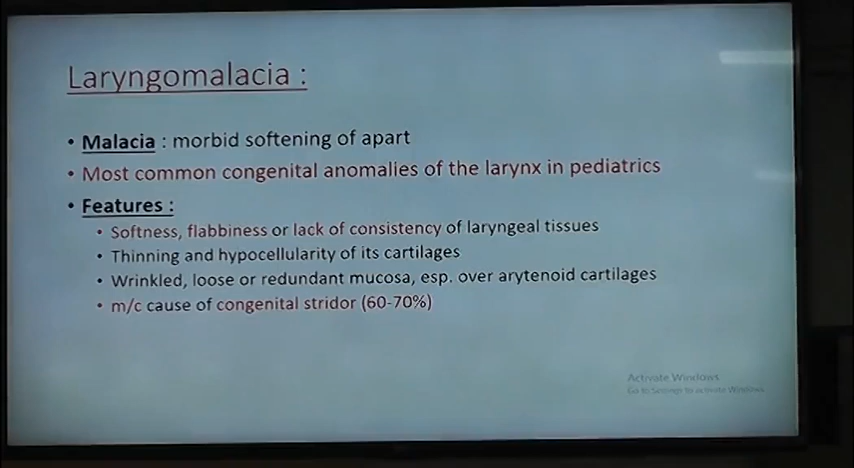 Laryngomalacia :
• Malacia : morbid softening of apart
• Most common congenital anomalies of the larynx in pediatrics
• Features :
• Softness, flabbiness or lack of consistency of laryngeal tissues
• Thinning and hypocellularity of its cartilages
• Wrinkled, loose or redundant mucosa, esp. over arytenoid cartilages
• m/c cause of congenital stridor (60-70%)
Activate Windows
Go to Settings to activate Windows.